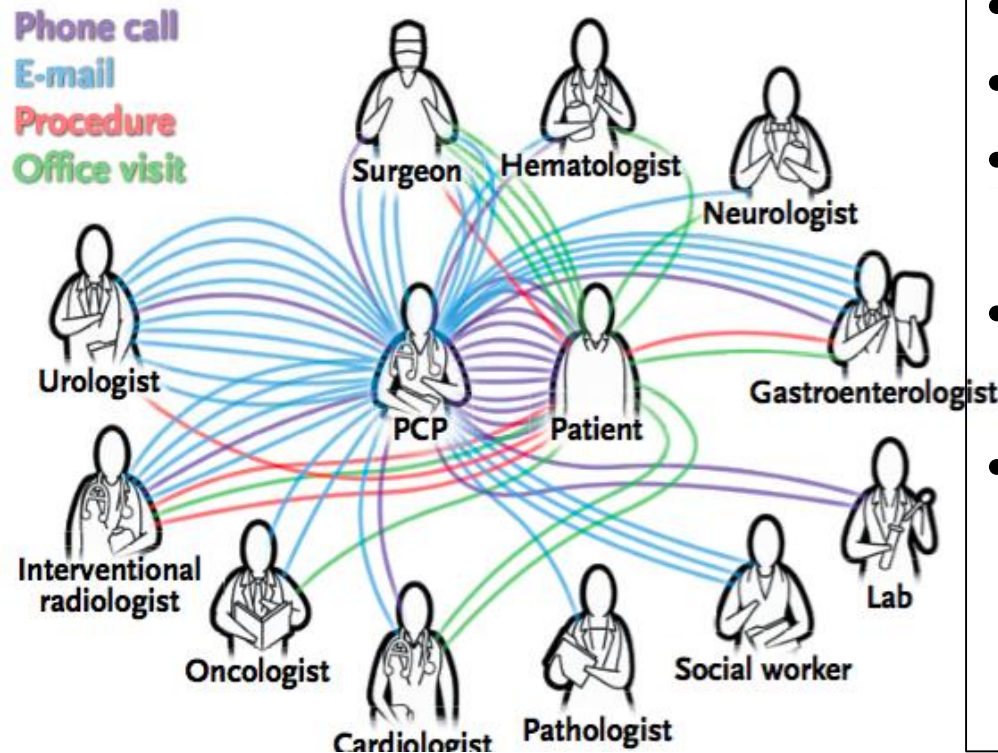 Phone call
E-mail
Procedure
Office visit
Surgeon
Hematologist
Neurologist
Urologist
PCP
Patient
Gastroenterologist
Interventional
radiologist
Oncologist
Cardiologist
Pathologist
Social worker
Lab